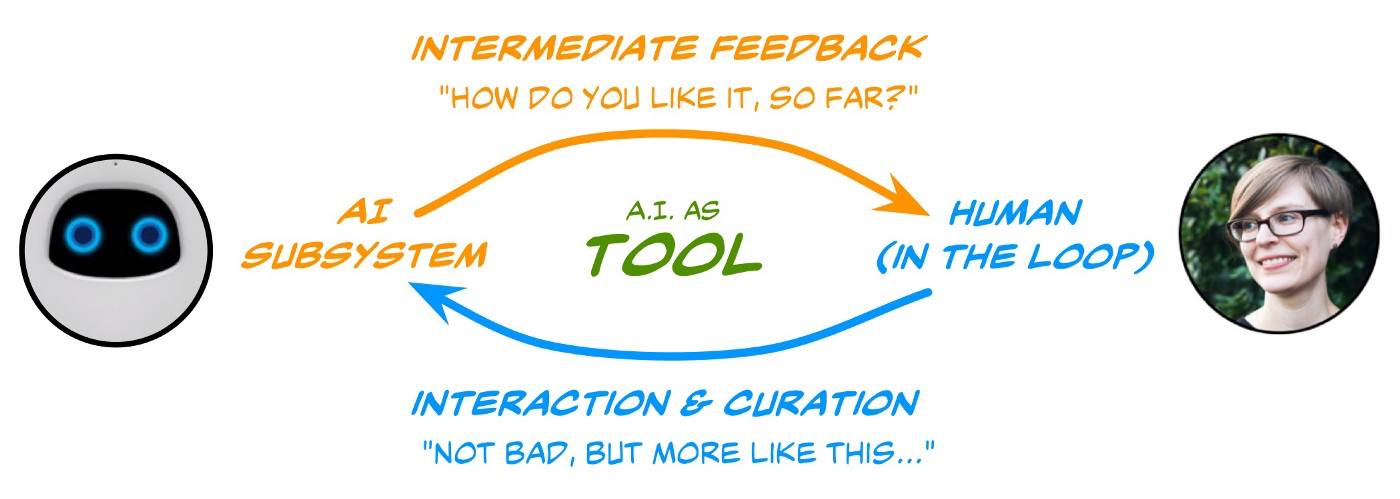 INTERMEDIATE FEEDBACK
"HOW DO YOU LIKE IT, SO FAR?"
AI
SUBSYSTEM
A.I. AS
TOOL
HUMAN
(IN THE LOOP)
INTERACTION & CURATION
"NOT BAD, BUT MORE LIKE THIS..."